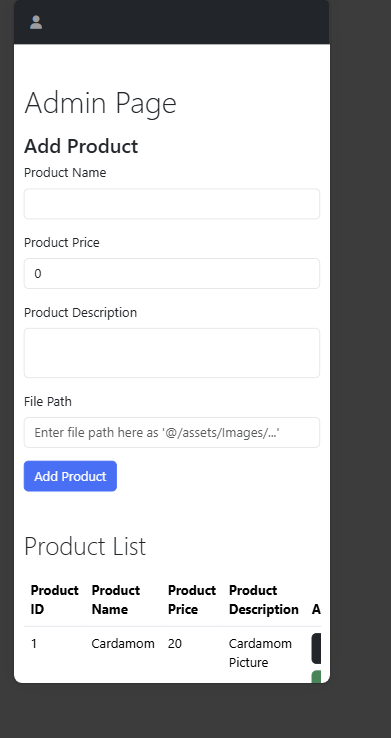 Admin Page
Add Product
Product Name
Product Price
0
Product Description
File Path
Enter file path here as '@/assets/Images/...'
Add Product
Product List
Product ID Product Name Product Price Product Description A
1 Cardamom 20 Cardamom Picture